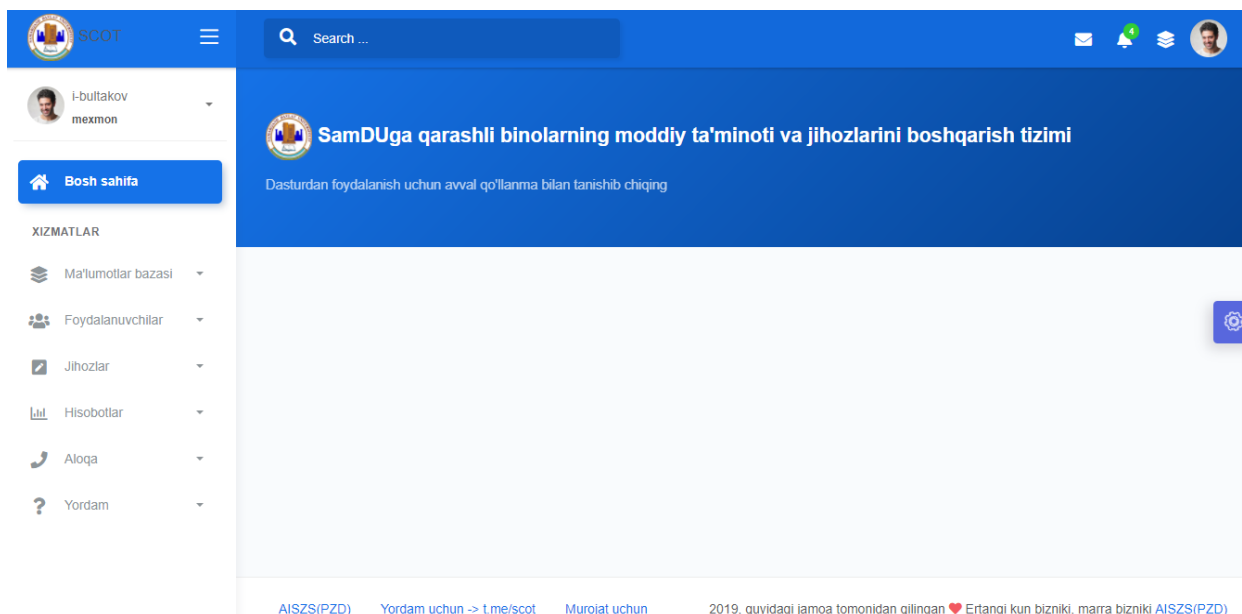 SCOT
Search ...
4
i-bultakov
mexmon
SamDUga qarashli binolarning moddiy ta'minoti va jihozlarini boshqarish tizimi
Dasturdan foydalanish uchun avval qo'llanma bilan tanishib chiqing
Bosh sahifa
XIZMATLAR
Ma'lumotlar bazasi
Foydalanuvchilar
Jihozlar
Hisobotlar
Aloqa
Yordam
AISZS(PZD) Yordam uchun -> t.me/scot Murojat uchun 2019, quyidagi jamoa tomonidan qilingan ❤ Ertangi kun bizniki, marra bizniki AISZS(PZD)